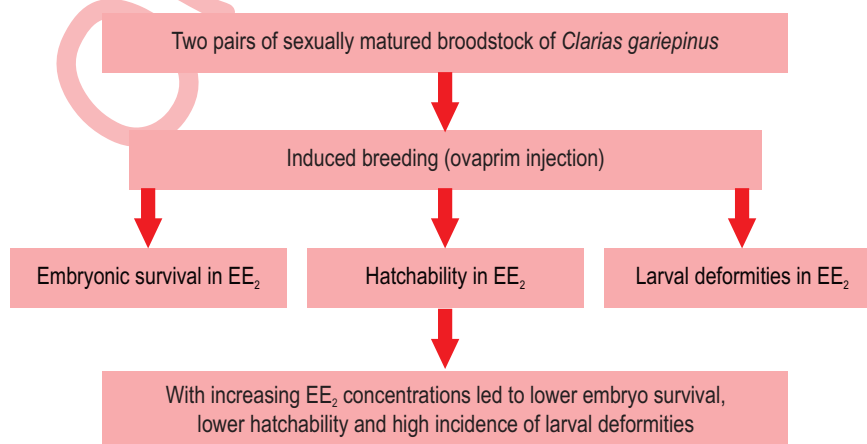 Two pairs of sexually matured broodstock of Clarias gariepinus
Induced breeding (ovaprim injection)
Embryonic survival in EE₂
Hatchability in EE₂
Larval deformities in EE₂
With increasing EE₂ concentrations led to lower embryo survival,
lower hatchability and high incidence of larval deformities